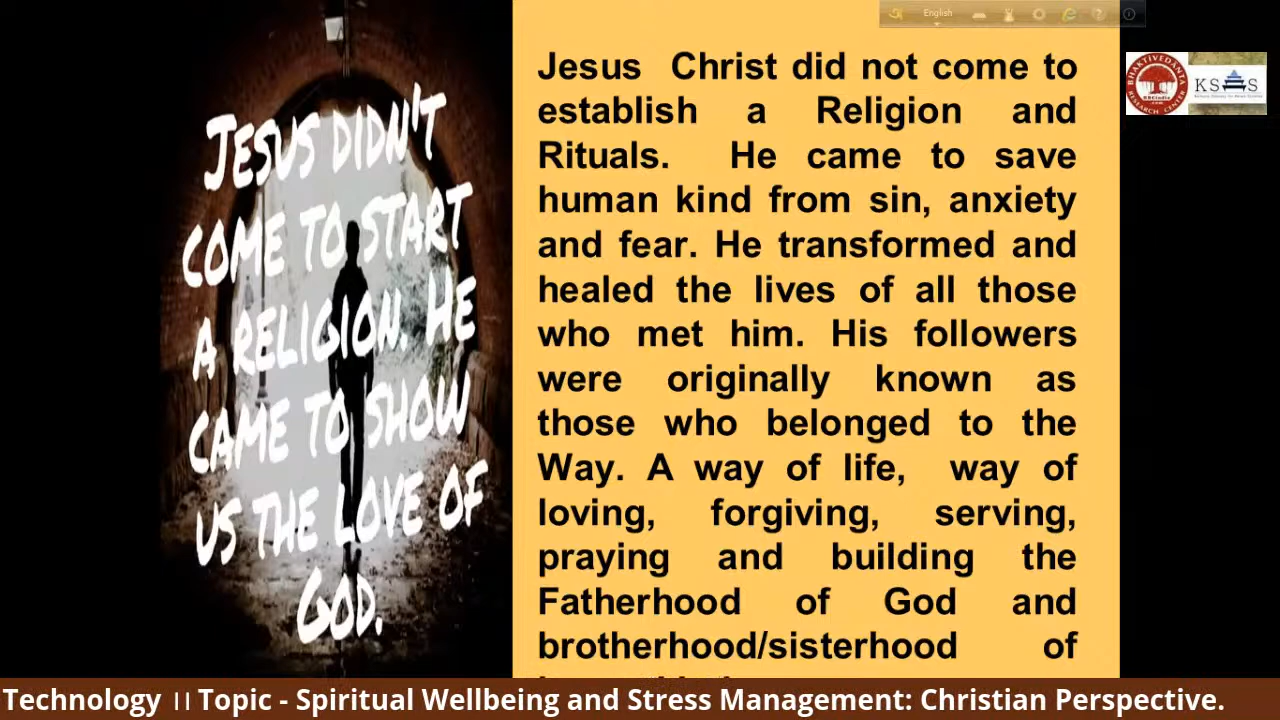 English
JESUS DIDN'T
COME TO START
A RELIGION. HE
CAME TO SHOW
US THE LOVE OF
GOD.
Jesus Christ did not come to
establish a Religion and
Rituals. He came to save
human kind from sin, anxiety
and fear. He transformed and
healed the lives of all those
who met him. His followers
were originally known as
those who belonged to the
Way. A way of life, way of
loving, forgiving, serving,
praying and building the
Fatherhood of God and
brotherhood/sisterhood of
BHAKTIVEDANTA
RESEARCH CENTER
KSHS
Technology ।। Topic - Spiritual Wellbeing and Stress Management: Christian Perspective.